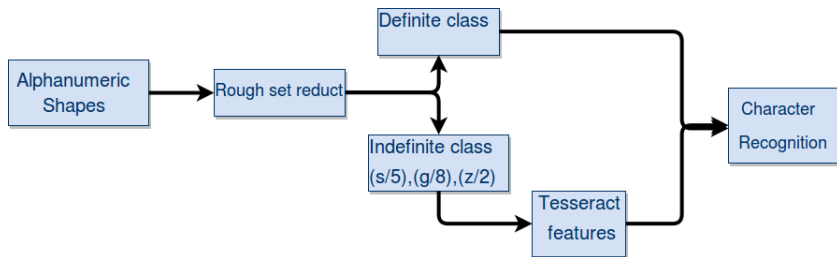 Alphanumeric
Shapes
Rough set reduct
Definite class
Indefinite class
(s/5),(g/8),(z/2)
Tesseract
features
Character
Recognition